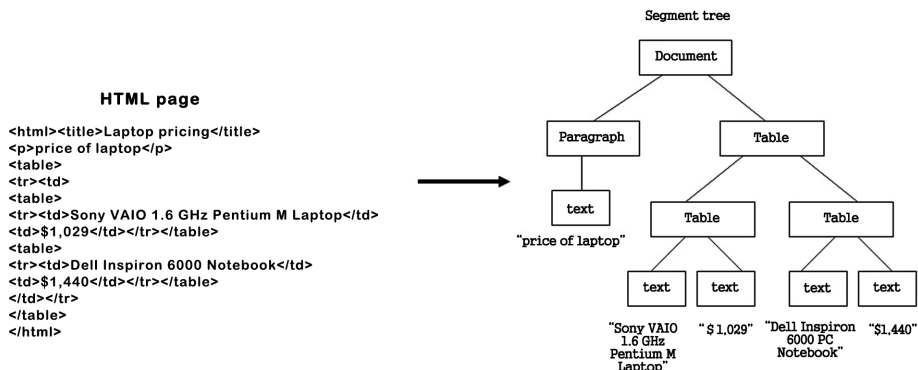 Segment tree
Document
HTML page
<html><title>Laptop pricing</title>
<p>price of laptop</p>
<table>
<tr><td>
<table>
<tr><td>Sony VAIO 1.6 GHz Pentium M Laptop</td>
<td>$1,029</td></tr></table>
<table>
<tr><td>Dell Inspiron 6000 Notebook</td>
<td>$1,440</td></tr></table>
</td></tr>
</table>
</html>
Paragraph
Table
text
"price of laptop"
Table
Table
text
text
text
text
"Sony VAIO
1.6 GHz
Pentium M
Laptop"
"$1,029"
"Dell Inspiron
6000 PC
Notebook"
"$1,440"